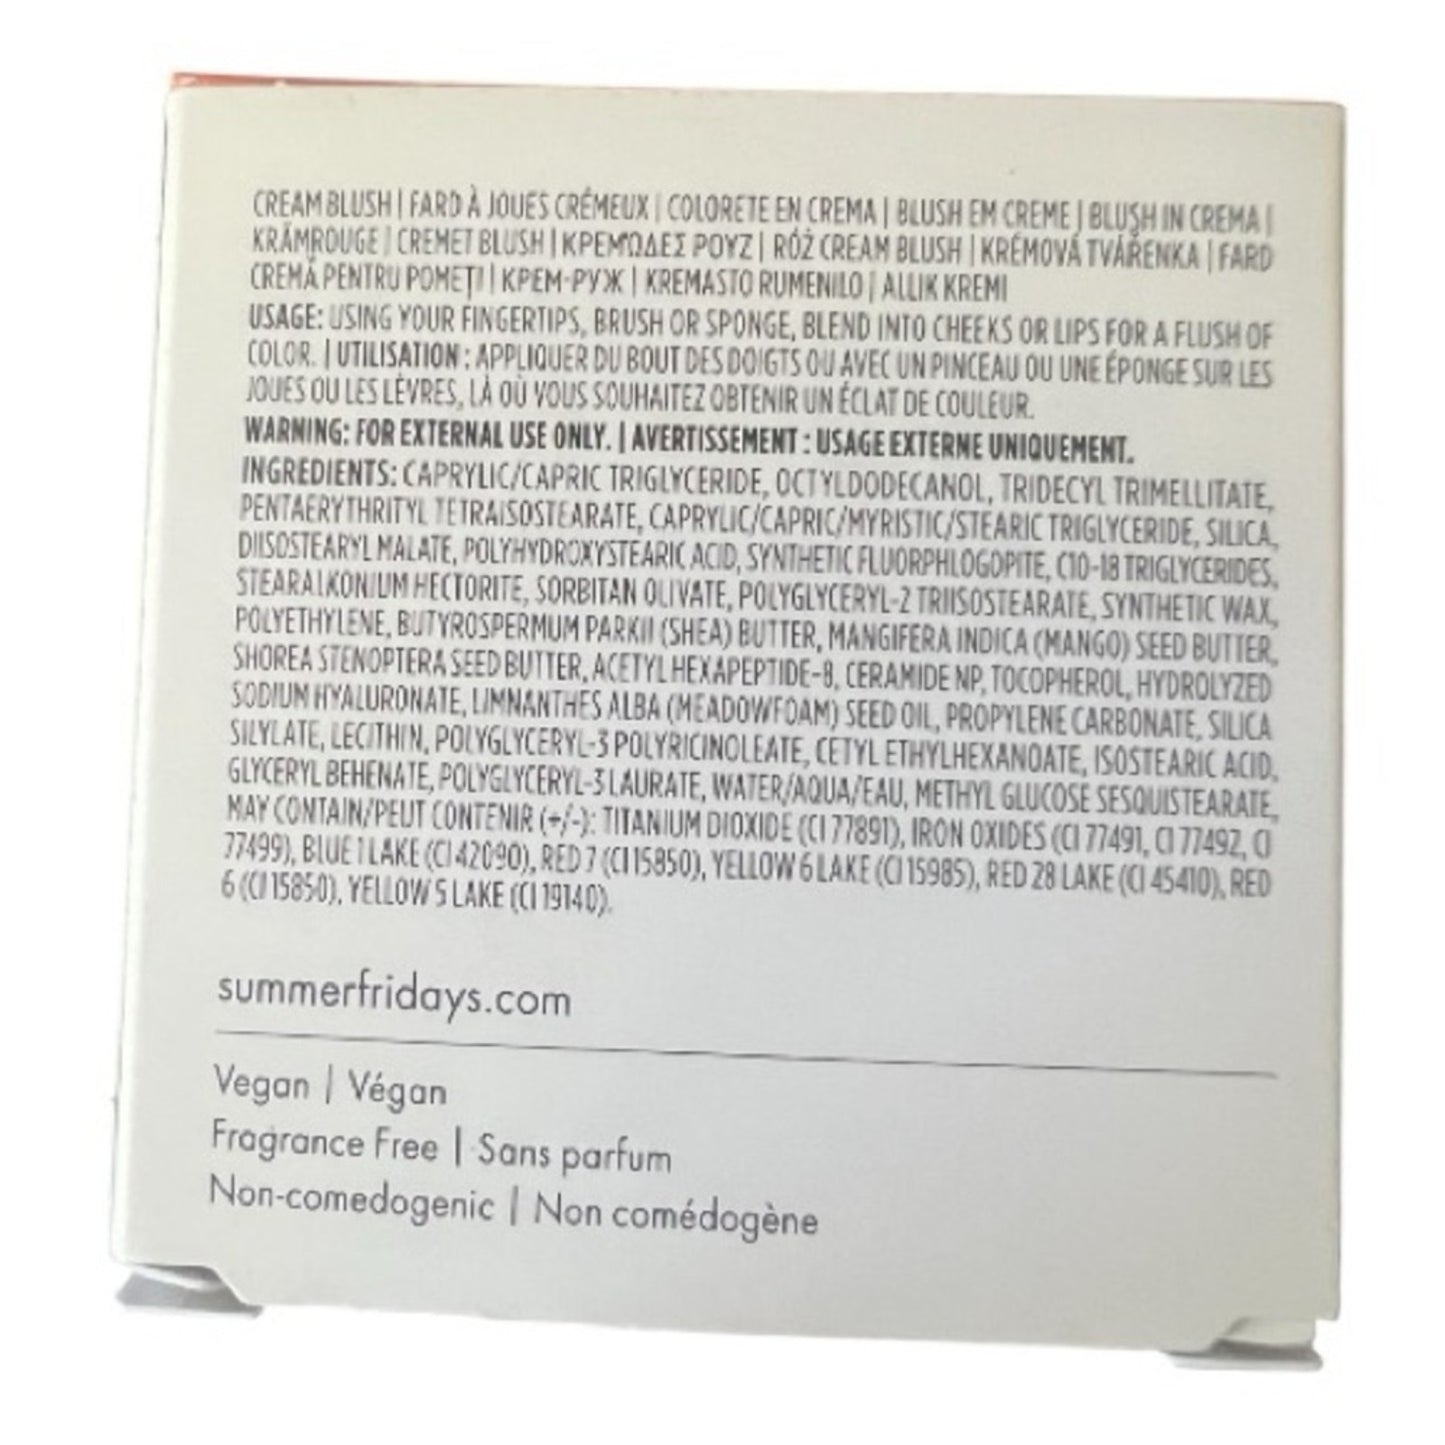 CREAM BLUSH | FARD À JOUES CRÉMEUX | COLORETE EN CREMA | BLUSH EM CREME | BLUSH IN CREMA |
KRÄMROUGE | CREMET BLUSH | ΚΡΕΜΏΔΕΣ ΡΟΥΖ | RÓŻ CREAM BLUSH | KRÉMOVÁ TVÁŘENKA | FARD
CREMĂ PENTRU POMEȚI | КРЕМ-РУЖ | KREMASTO RUMENILO | ALLIK KREMI
USAGE: USING YOUR FINGERTIPS, BRUSH OR SPONGE, BLEND INTO CHEEKS OR LIPS FOR A FLUSH OF
COLOR. | UTILISATION : APPLIQUER DU BOUT DES DOIGTS OU AVEC UN PINCEAU OU UNE ÉPONGE SUR LES
JOUES OU LES LÈVRES, LÀ OÙ VOUS SOUHAITEZ OBTENIR UN ÉCLAT DE COULEUR.
WARNING: FOR EXTERNAL USE ONLY. | AVERTISSEMENT : USAGE EXTERNE UNIQUEMENT.
INGREDIENTS: CAPRYLIC/CAPRIC TRIGLYCERIDE, OCTYLDODECANOL, TRIDECYL TRIMELLITATE,
PENTAERYTHRITYL TETRAISOSTEARATE, CAPRYLIC/CAPRIC/MYRISTIC/STEARIC TRIGLYCERIDE, SILICA,
DIISOSTEARYL MALATE, POLYHYDROXYSTEARIC ACID, SYNTHETIC FLUORPHLOGOPITE, C10-18 TRIGLYCERIDES,
STEARALKONIUM HECTORITE, SORBITAN OLIVATE, POLYGLYCERYL-2 TRIISOSTEARATE, SYNTHETIC WAX,
POLYETHYLENE, BUTYROSPERMUM PARKII (SHEA) BUTTER, MANGIFERA INDICA (MANGO) SEED BUTTER,
SHOREA STENOPTERA SEED BUTTER, ACETYL HEXAPEPTIDE-8, CERAMIDE NP, TOCOPHEROL, HYDROLYZED
SODIUM HYALURONATE, LIMNANTHES ALBA (MEADOWFOAM) SEED OIL, PROPYLENE CARBONATE, SILICA
SILYLATE, LECITHIN, POLYGLYCERYL-3 POLYRICINOLEATE, CETYL ETHYLHEXANOATE, ISOSTEARIC ACID,
GLYCERYL BEHENATE, POLYGLYCERYL-3 LAURATE, WATER/AQUA/EAU, METHYL GLUCOSE SESQUISTEARATE,
MAY CONTAIN/PEUT CONTENIR (+/-): TITANIUM DIOXIDE (CI 77891), IRON OXIDES (CI 77491, CI 77492, CI
77499), BLUE 1 LAKE (CI 42090), RED 7 (CI 15850), YELLOW 6 LAKE (CI 15985), RED 28 LAKE (CI 45410), RED
6 (CI 15850), YELLOW 5 LAKE (CI 19140).
summerfridays.com
Vegan | Végan
Fragrance Free | Sans parfum
Non-comedogenic | Non comédogène